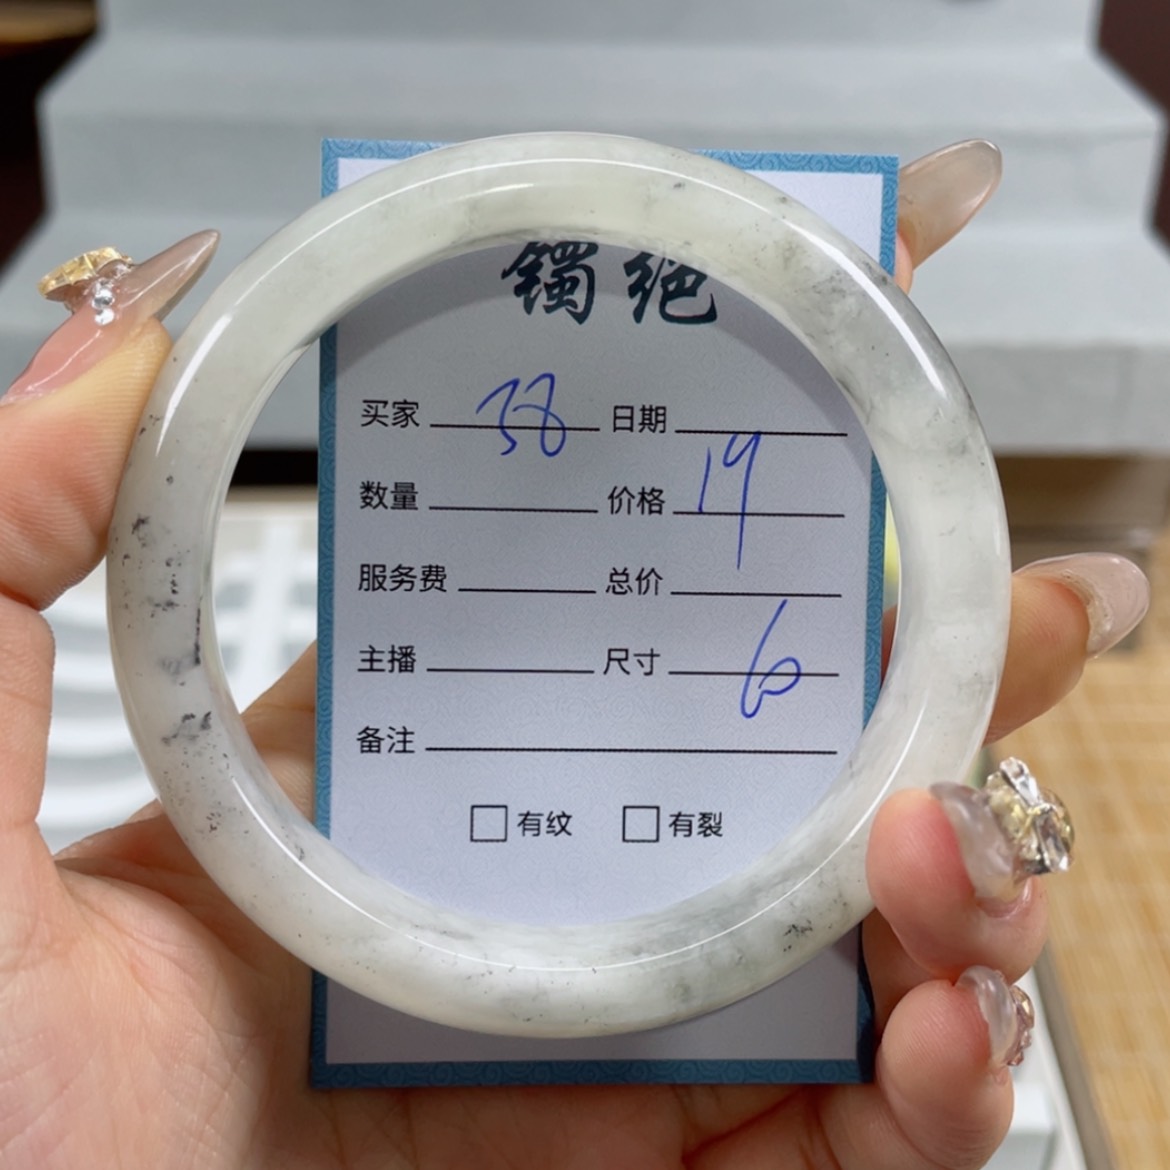 镯绝
买家 38 日期
数量 价格 19
服务费 总价
主播 尺寸 6
备注
有纹 有裂